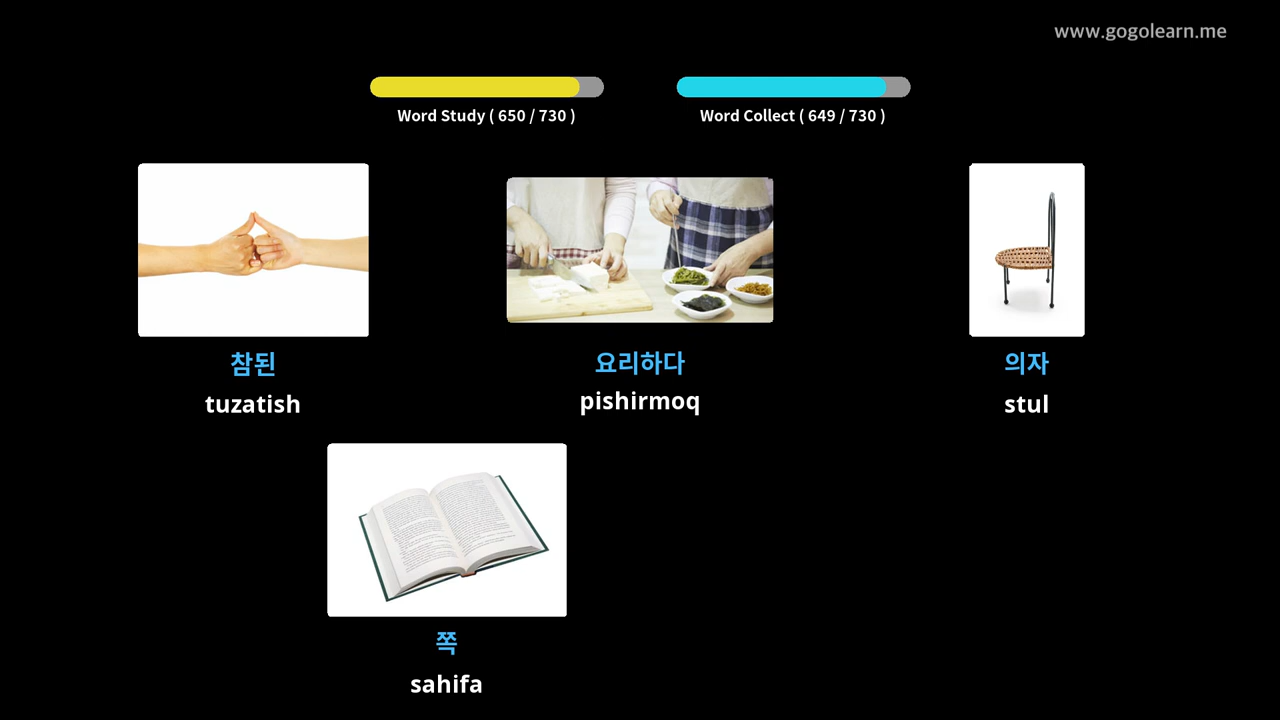 www.gogolearn.me
Word Study ( 650 / 730 )
Word Collect ( 649 / 730 )
참된
요리하다
의자
tuzatish
pishirmoq
stul
쪽
sahifa